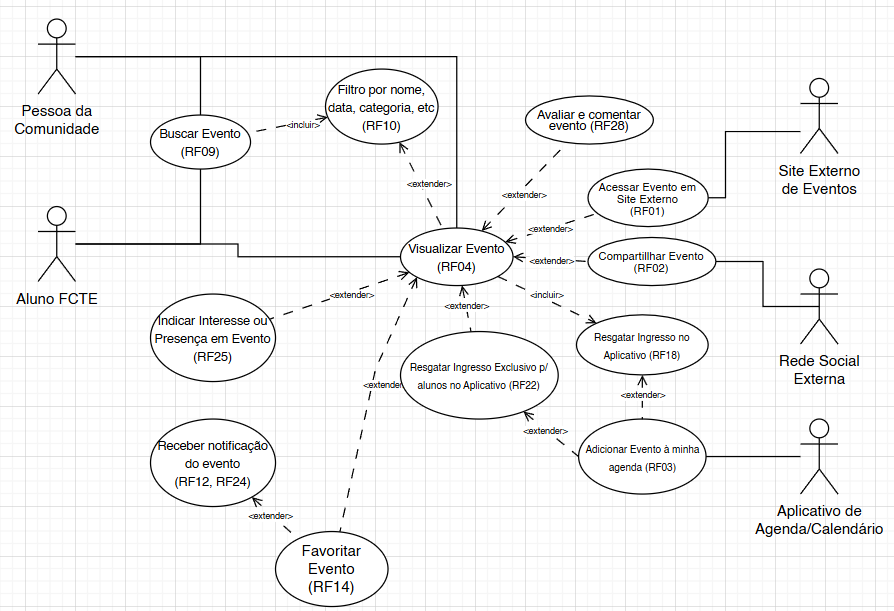 Pessoa da
Comunidade
Buscar Evento
(RF09)
<incluir>
Filtro por nome,
data, categoria, etc
(RF10)
<extender>
Avaliar e comentar
evento (RF28)
<extender>
Site Externo
de Eventos
Acessar Evento em
Site Externo
(RF01)
<extender>
Aluno FCTE
Visualizar Evento
(RF04)
<extender>
Compartillhar Evento
(RF02)
Rede Social
Externa
Indicar Interesse ou
Presença em Evento
(RF25)
<extender>
<extender>
<incluir>
Resgatar Ingresso no
Aplicativo (RF18)
Resgatar Ingresso Exclusivo p/
alunos no Aplicativo (RF22)
<extender
<extender>
<extender>
Adicionar Evento à minha
agenda (RF03)
Aplicativo de
Agenda/Calendário
Receber notificação
do evento
(RF12, RF24)
<extender>
Favoritar
Evento
(RF14)